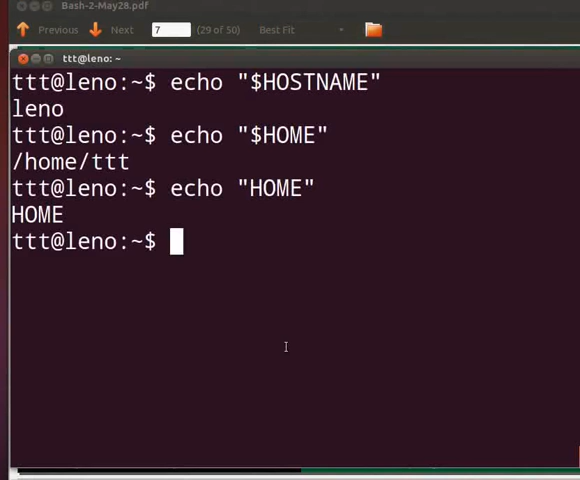 Bash-2-May28.pdf
Previous Next 7 (29 of 50) Best Fit
ttt@leno: ~
ttt@leno:~$ echo "$HOSTNAME"
leno
ttt@leno:~$ echo "$HOME"
/home/ttt
ttt@leno:~$ echo "HOME"
HOME
ttt@leno:~$